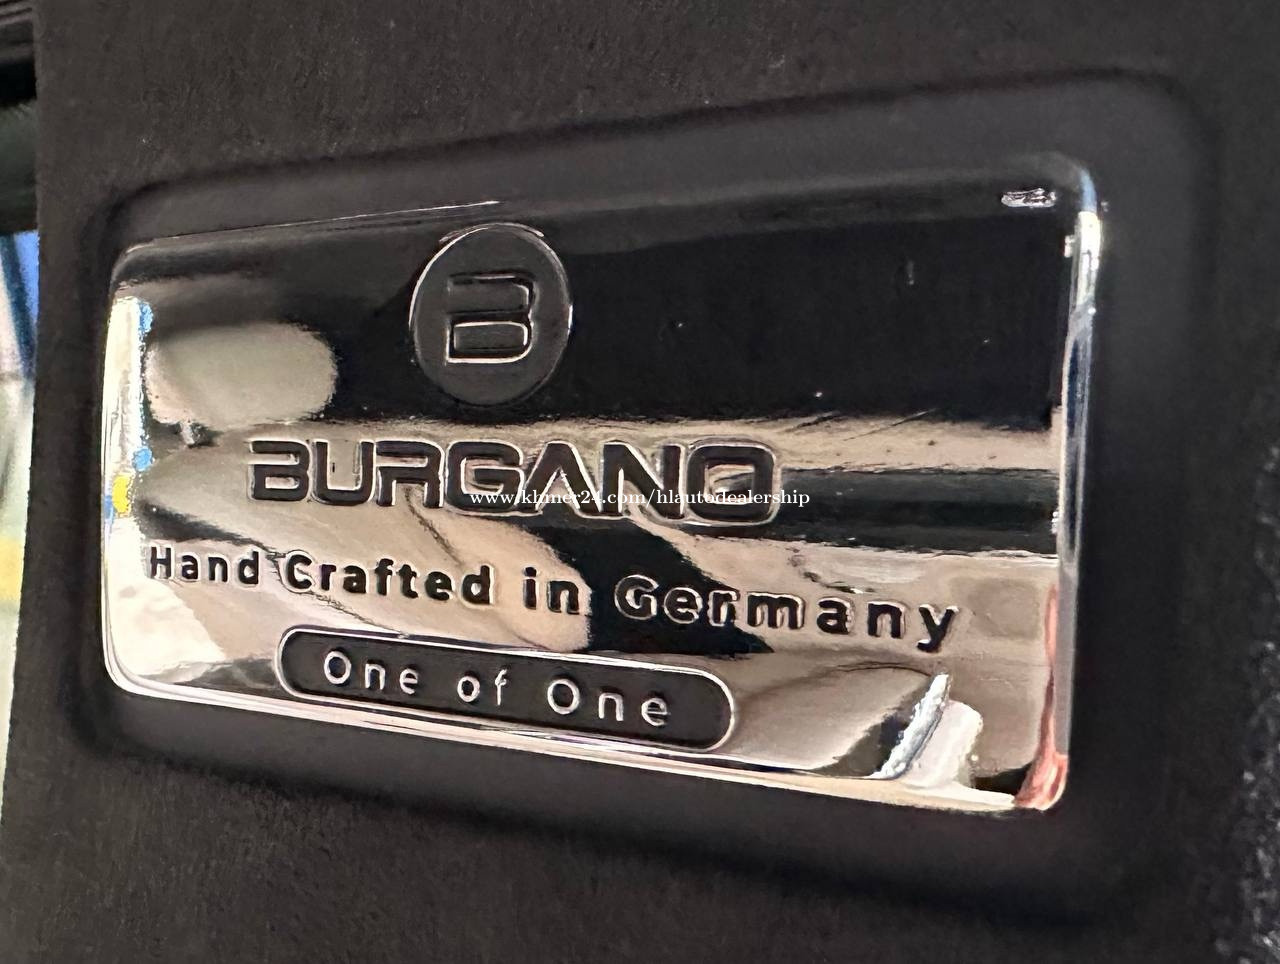 B
BURGANO
www.khmer24.com/hlautodealership
Hand Crafted in Germany
One of One